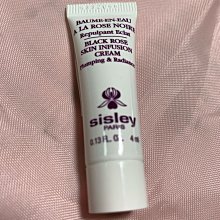 BAUME-EN-EAU
A LA ROSE NOIRE
Repulpant Eclat
BLACK ROSE
SKIN INFUSION
CREAM
Plumping & Radiance
sisley
PARIS
0.13 FL. OZ. 4 ml